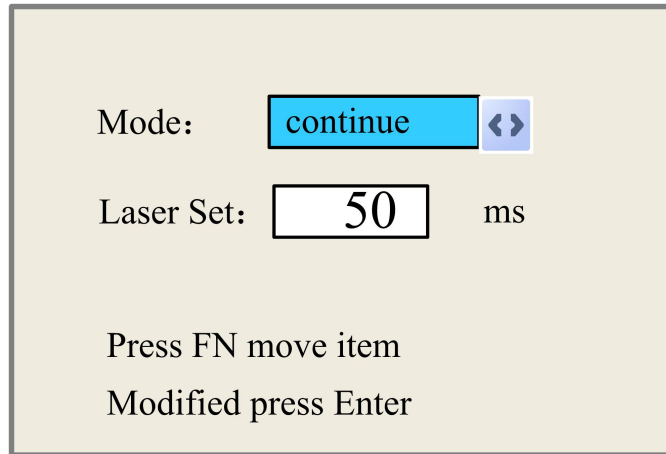 Mode： continue
Laser Set： 50 ms
Press FN move item
Modified press Enter